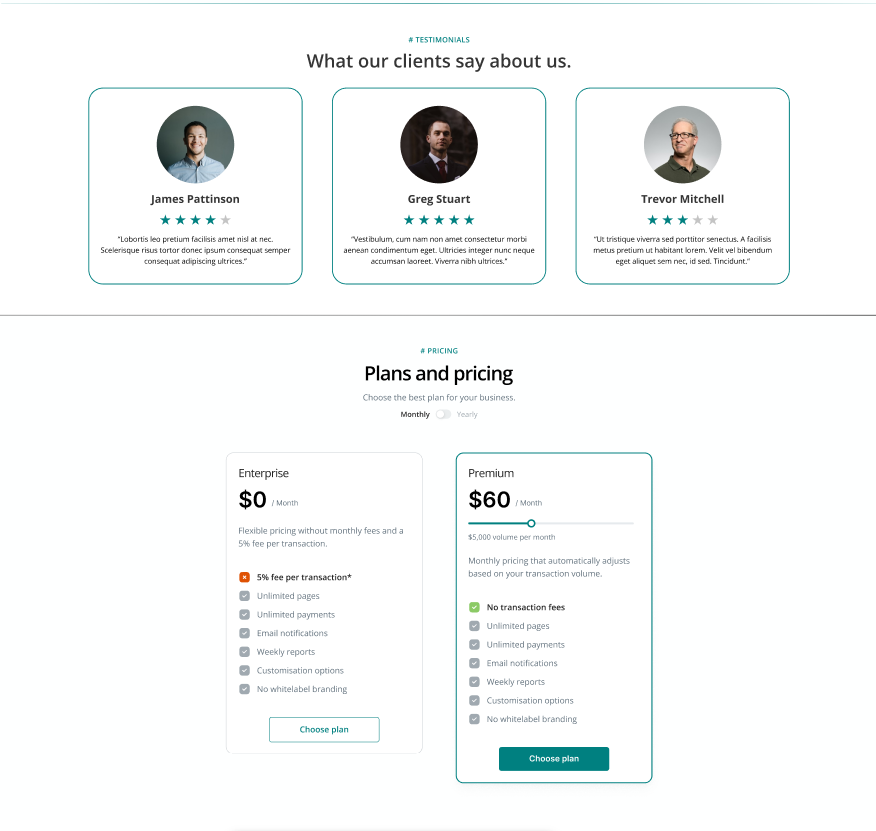 # TESTIMONIALS
What our clients say about us.
James Pattinson
"Lobortis leo pretium facilisis amet nisl at nec.
Scelerisque risus tortor donec ipsum consequat semper
consequat adipiscing ultrices."
Greg Stuart
"Vestibulum, cum nam non amet consectetur morbi
aenean condimentum eget. Ultricies integer nunc neque
accumsan laoreet. Viverra nibh ultrices."
Trevor Mitchell
"Ut tristique viverra sed porttitor senectus. A facilisis
metus pretium ut habitant lorem. Velit vel bibendum
eget aliquet sem nec, id sed. Tincidunt."
# PRICING
Plans and pricing
Choose the best plan for your business.
Monthly Yearly
Enterprise
$0 / Month
Flexible pricing without monthly fees and a
5% fee per transaction.
5% fee per transaction*
Unlimited pages
Unlimited payments
Email notifications
Weekly reports
Customisation options
No whitelabel branding
Choose plan
Premium
$60 / Month
$5,000 volume per month
Monthly pricing that automatically adjusts
based on your transaction volume.
No transaction fees
Unlimited pages
Unlimited payments
Email notifications
Weekly reports
Customisation options
No whitelabel branding
Choose plan